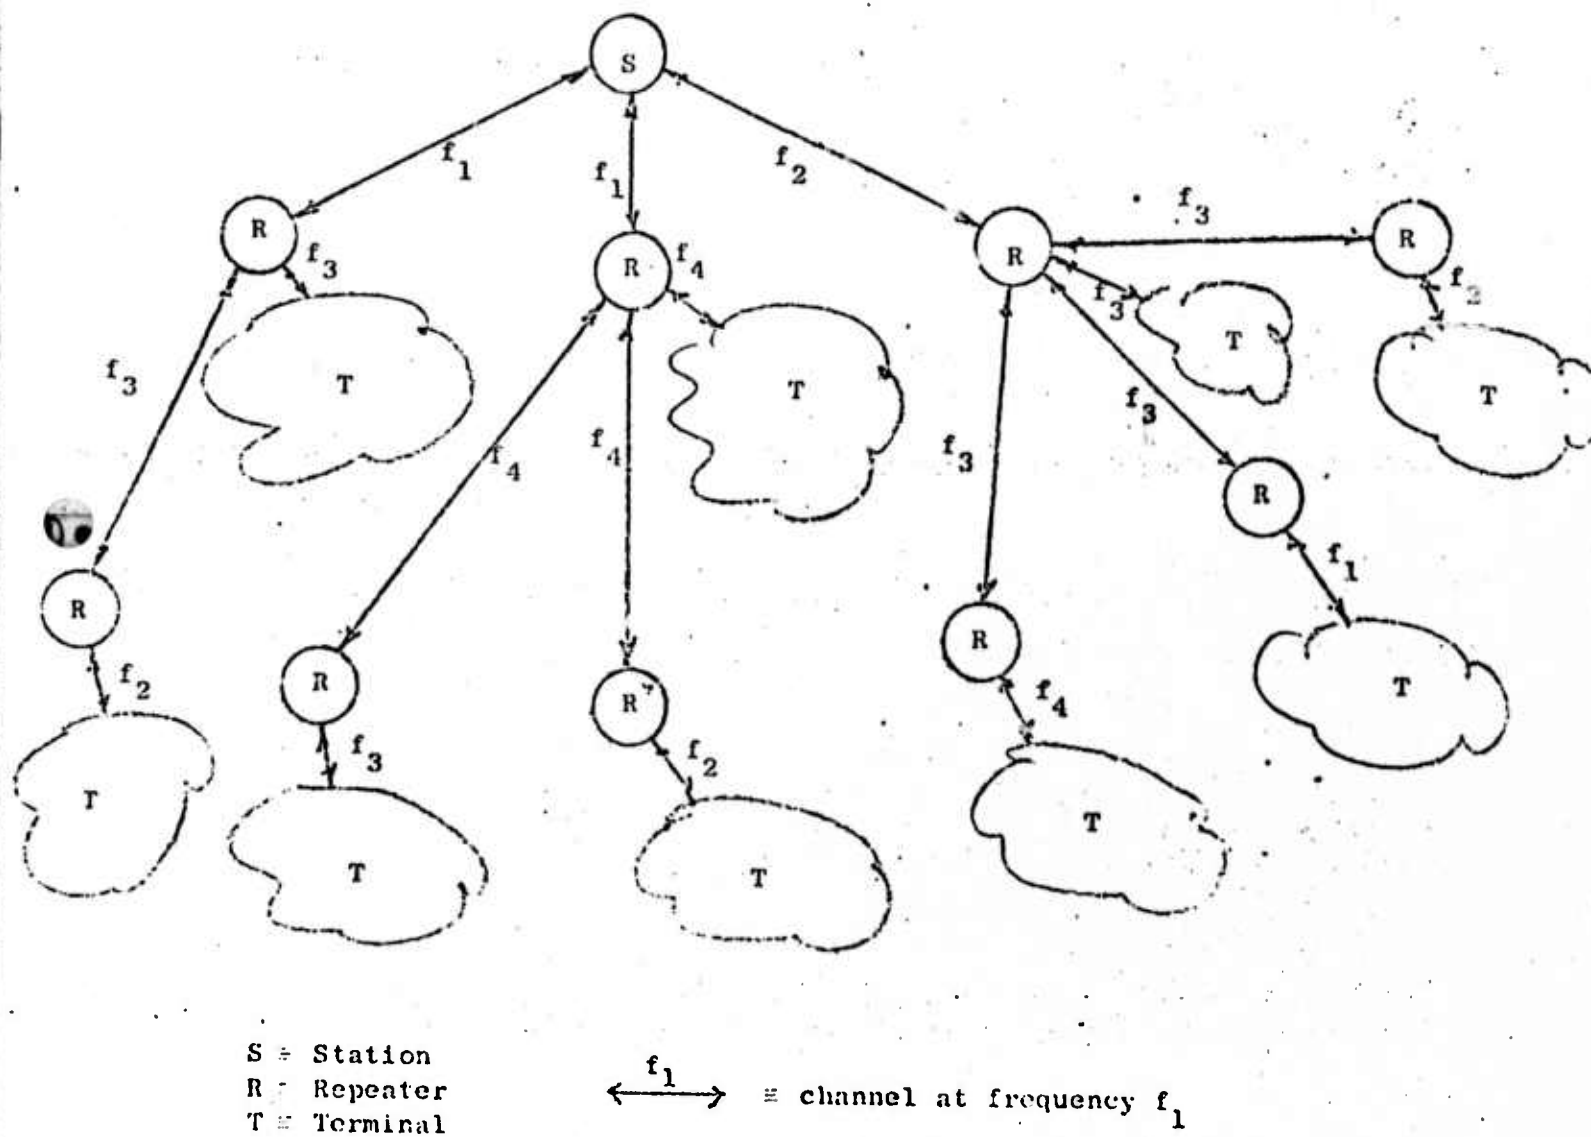 S
f1
f1
f2
R
f3
R
f4
R
f3
R
f3
T
f2
f3
T
T
T
f3
f4
f4
f3
f3
R
R
f1
R
R
R
R
f2
f3
f2
f4
T
T
T
T
T
S ≡ Station
R - Repeater
T ≡ Terminal
f1
≡ channel at frequency f1